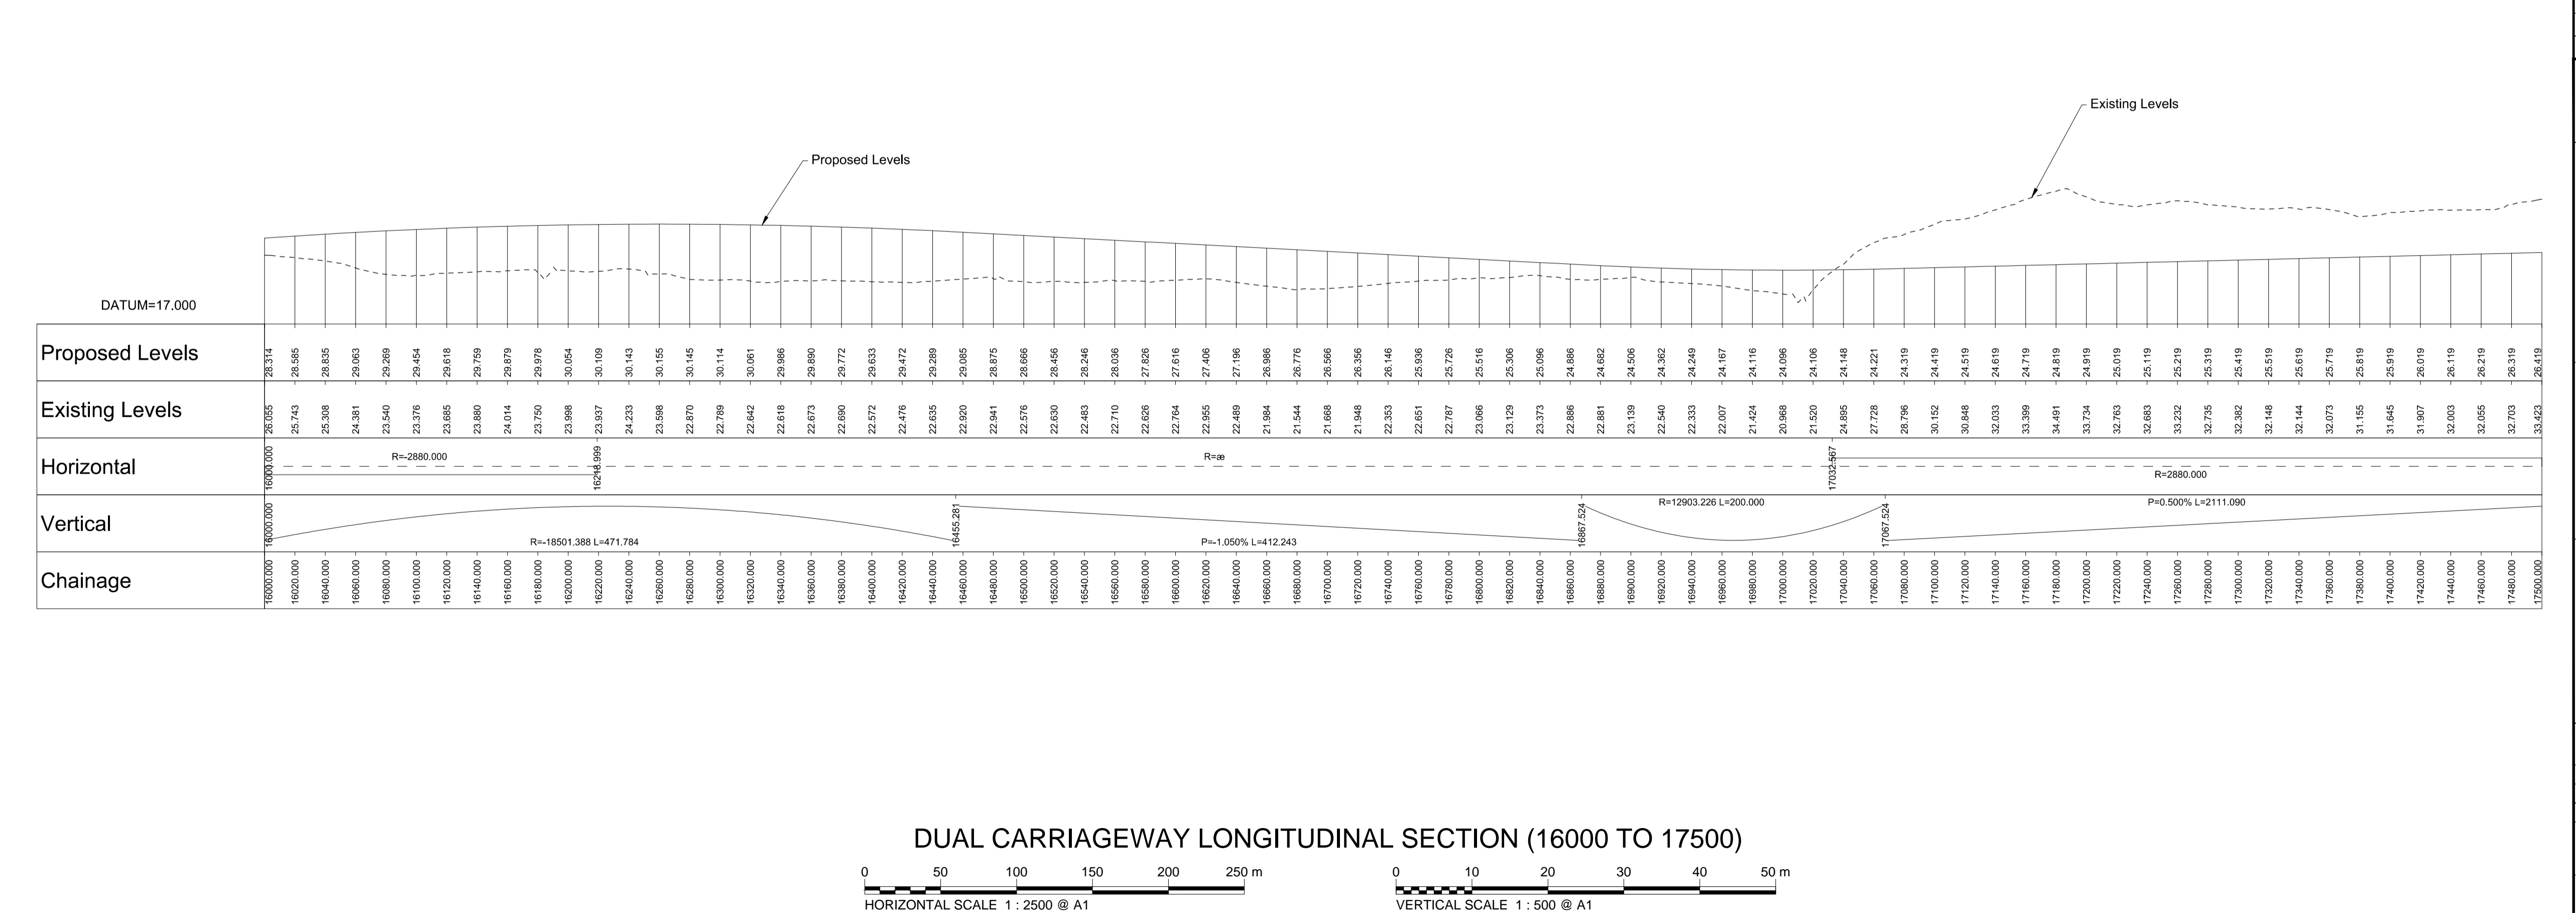 Existing Levels
Proposed Levels
DATUM=17.000
Proposed Levels
28.314 28.585 28.835 29.063 29.269 29.454 29.618 29.759 29.879 29.978 30.054 30.109 30.143 30.155 30.145 30.114 30.061 29.986 29.890 29.772 29.633 29.472 29.289 29.085 28.875 28.666 28.456 28.246 28.036 27.826 27.616 27.406 27.196 26.986 26.776 26.566 26.356 26.146 25.936 25.726 25.516 25.306 25.096 24.886 24.682 24.506 24.362 24.249 24.167 24.116 24.096 24.106 24.148 24.221 24.319 24.419 24.519 24.619 24.719 24.819 24.919 25.019 25.119 25.219 25.319 25.419 25.519 25.619 25.719 25.819 25.919 26.019 26.119 26.219 26.319 26.419
Existing Levels
26.055 25.743 25.308 24.381 23.540 23.376 23.685 23.880 24.014 23.750 23.998 23.937 24.233 23.598 22.870 22.789 22.642 22.618 22.673 22.690 22.572 22.476 22.635 22.920 22.941 22.576 22.630 22.483 22.710 22.626 22.764 22.955 22.489 21.984 21.544 21.668 21.948 22.353 22.651 22.787 23.066 23.129 23.373 22.886 22.881 23.139 22.540 22.333 22.007 21.424 20.968 21.520 24.895 27.728 28.796 30.152 30.848 32.033 33.399 34.491 33.734 32.763 32.683 33.232 32.735 32.382 32.148 32.144 32.073 31.155 31.645 31.907 32.003 32.055 32.703 33.423
Horizontal
16000.000 R=-2880.000 16218.999 R=æ 17032.567 R=2880.000
Vertical
16000.000 R=-18501.388 L=471.784 16455.281 P=-1.050% L=412.243 16867.524 R=12903.226 L=200.000 17067.524 P=0.500% L=2111.090
Chainage
16000.000 16020.000 16040.000 16060.000 16080.000 16100.000 16120.000 16140.000 16160.000 16180.000 16200.000 16220.000 16240.000 16260.000 16280.000 16300.000 16320.000 16340.000 16360.000 16380.000 16400.000 16420.000 16440.000 16460.000 16480.000 16500.000 16520.000 16540.000 16560.000 16580.000 16600.000 16620.000 16640.000 16660.000 16680.000 16700.000 16720.000 16740.000 16760.000 16780.000 16800.000 16820.000 16840.000 16860.000 16880.000 16900.000 16920.000 16940.000 16960.000 16980.000 17000.000 17020.000 17040.000 17060.000 17080.000 17100.000 17120.000 17140.000 17160.000 17180.000 17200.000 17220.000 17240.000 17260.000 17280.000 17300.000 17320.000 17340.000 17360.000 17380.000 17400.000 17420.000 17440.000 17460.000 17480.000 17500.000
DUAL CARRIAGEWAY LONGITUDINAL SECTION (16000 TO 17500)
0 50 100 150 200 250 m
HORIZONTAL SCALE 1 : 2500 @ A1
0 10 20 30 40 50 m
VERTICAL SCALE 1 : 500 @ A1